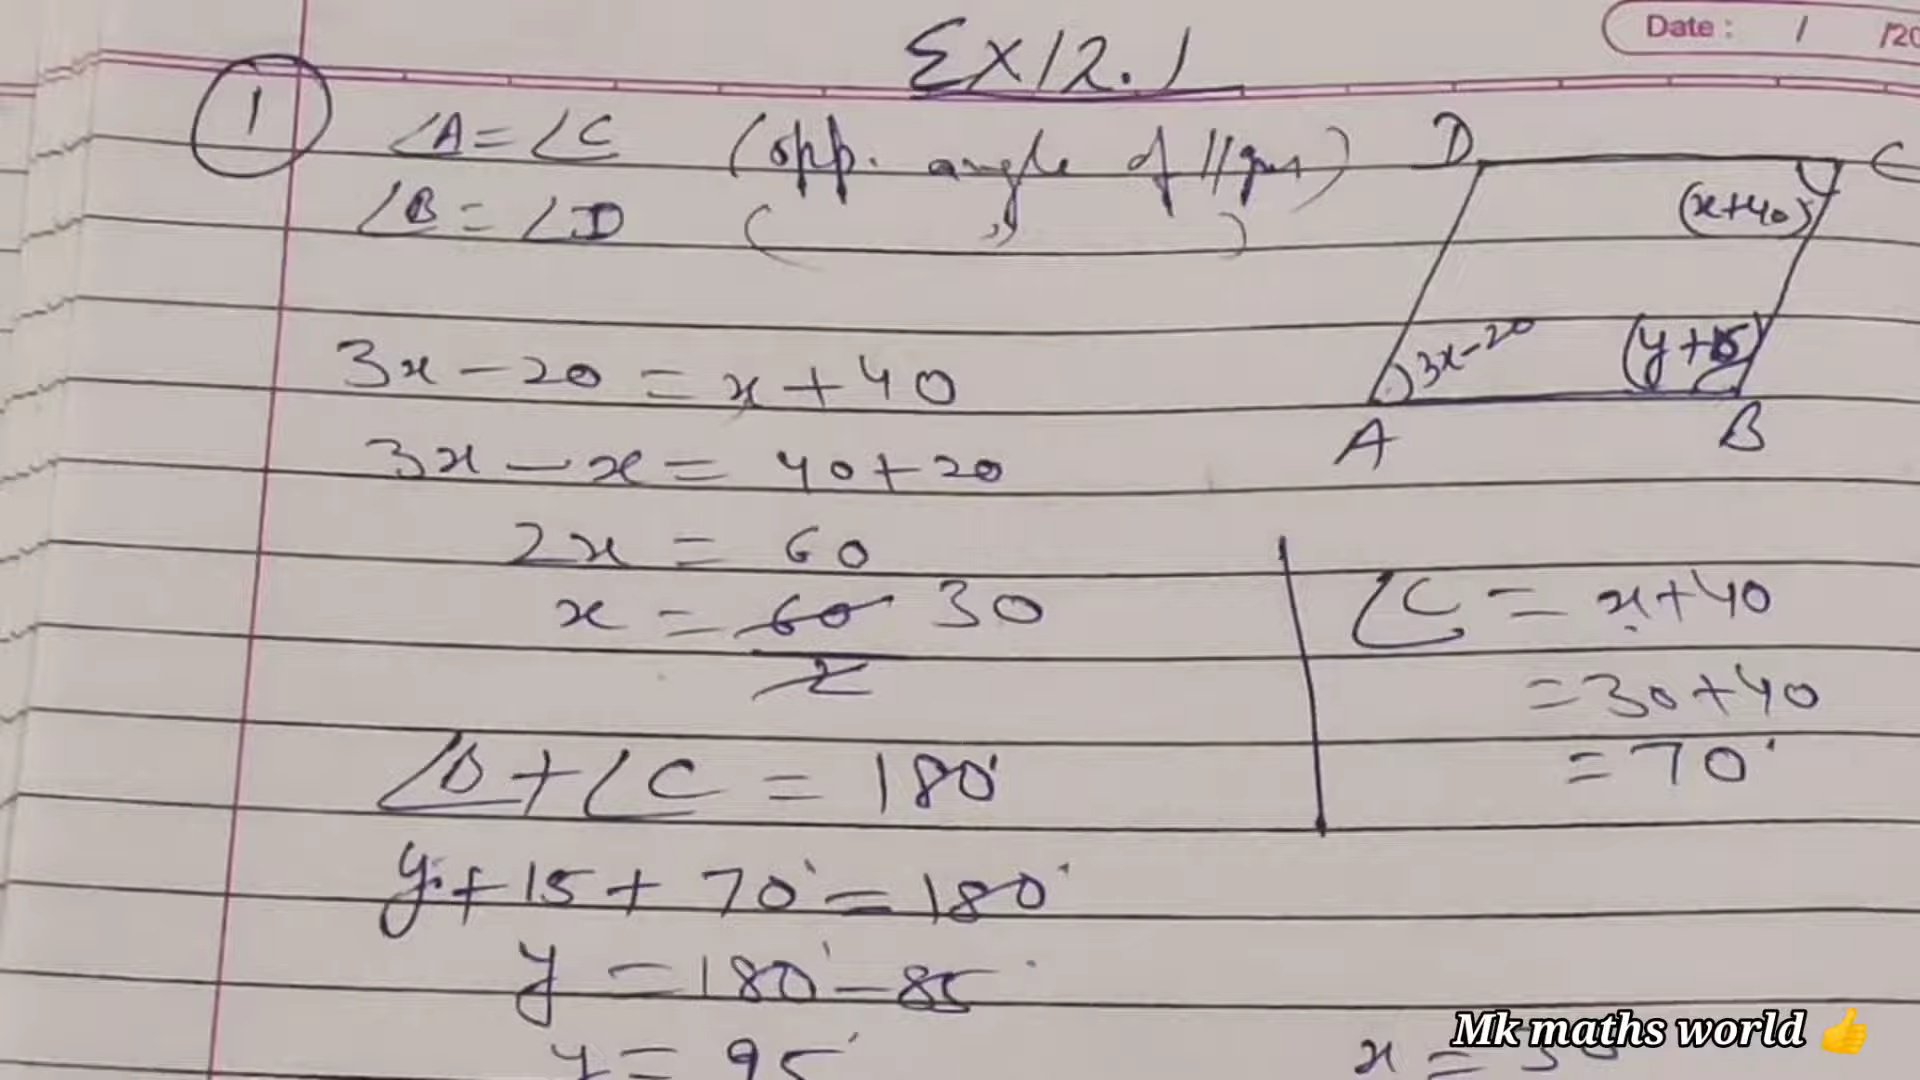 Date : / /20
Ex 12.1
1
∠A = ∠C (opp. angle of ||gm)
∠B = ∠D ( ,, )
D C
(x+40)
3x-20 (y+15)
A B
3x - 20 = x + 40
3x - x = 40 + 20
2x = 60
x = 60/2 30
∠C = x+40
= 30+40
= 70°
∠B + ∠C = 180°
y + 15 + 70° = 180°
y = 180° - 85
y = 95°
x = 30
Mk maths world 👍